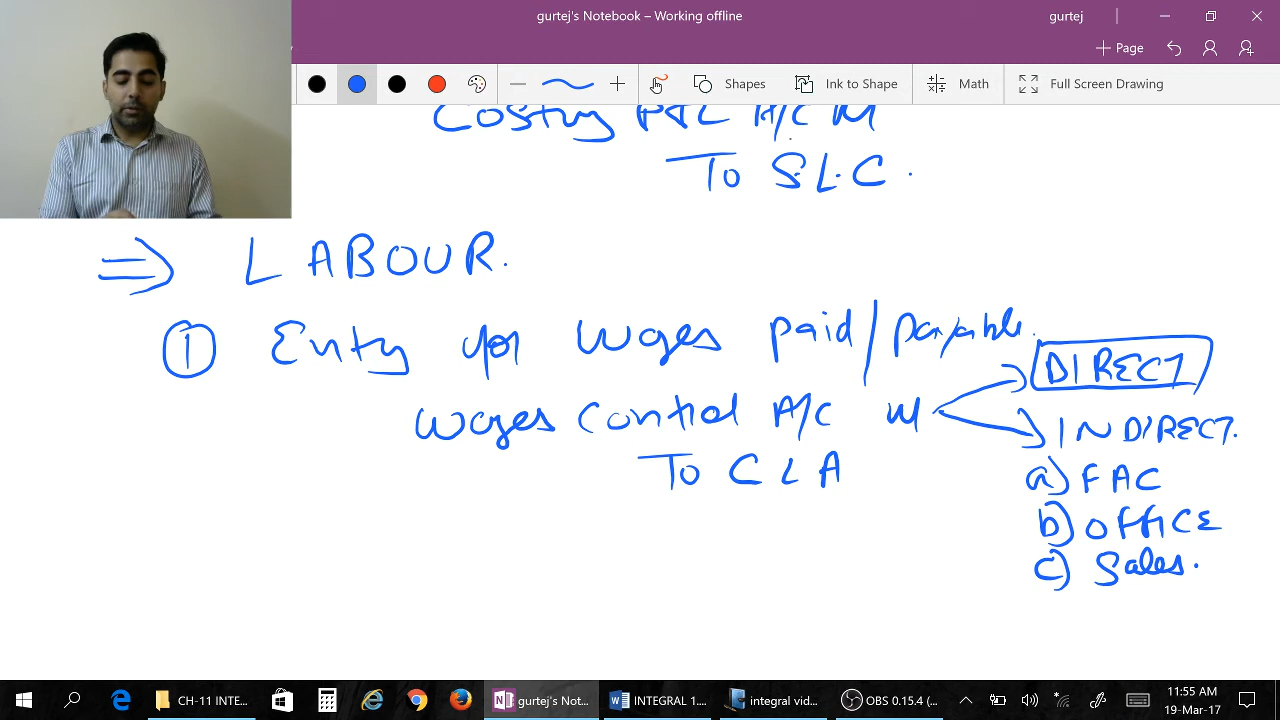 gurtej's Notebook – Working offline
gurtej
Page
Shapes
Ink to Shape
Math
Full Screen Drawing
Costing P&L A/C
To S.L.C.
⇒ LABOUR.
① Entry for wages paid/payable.
DIRECT
wages control A/C
INDIRECT.
To CLA
a) FAC
b) OFFICE
c) Sales.
CH-11 INTE...
gurtej's Not...
INTEGRAL 1...
integral vid...
OBS 0.15.4 (...
11:55 AM
19-Mar-17